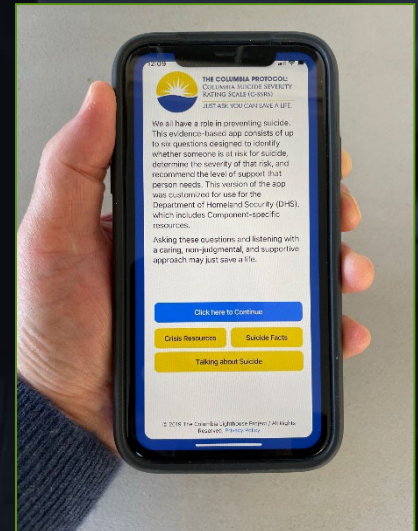 12:09
THE COLUMBIA PROTOCOL:
COLUMBIA SUICIDE SEVERITY
RATING SCALE (C-SSRS)
JUST ASK YOU CAN SAVE A LIFE.
We all have a role in preventing suicide.
This evidence-based app consists of up
to six questions designed to identify
whether someone is at risk for suicide,
determine the severity of that risk, and
recommend the level of support that
person needs. This version of the app
was customized for use for the
Department of Homeland Security (DHS),
which includes Component-specific
resources.
Asking these questions and listening with
a caring, non-judgmental, and supportive
approach may just save a life.
Click here to Continue
Crisis Resources
Suicide Facts
Talking about Suicide
© 2019 The Columbia Lighthouse Project / All Rights
Reserved. Privacy Policy